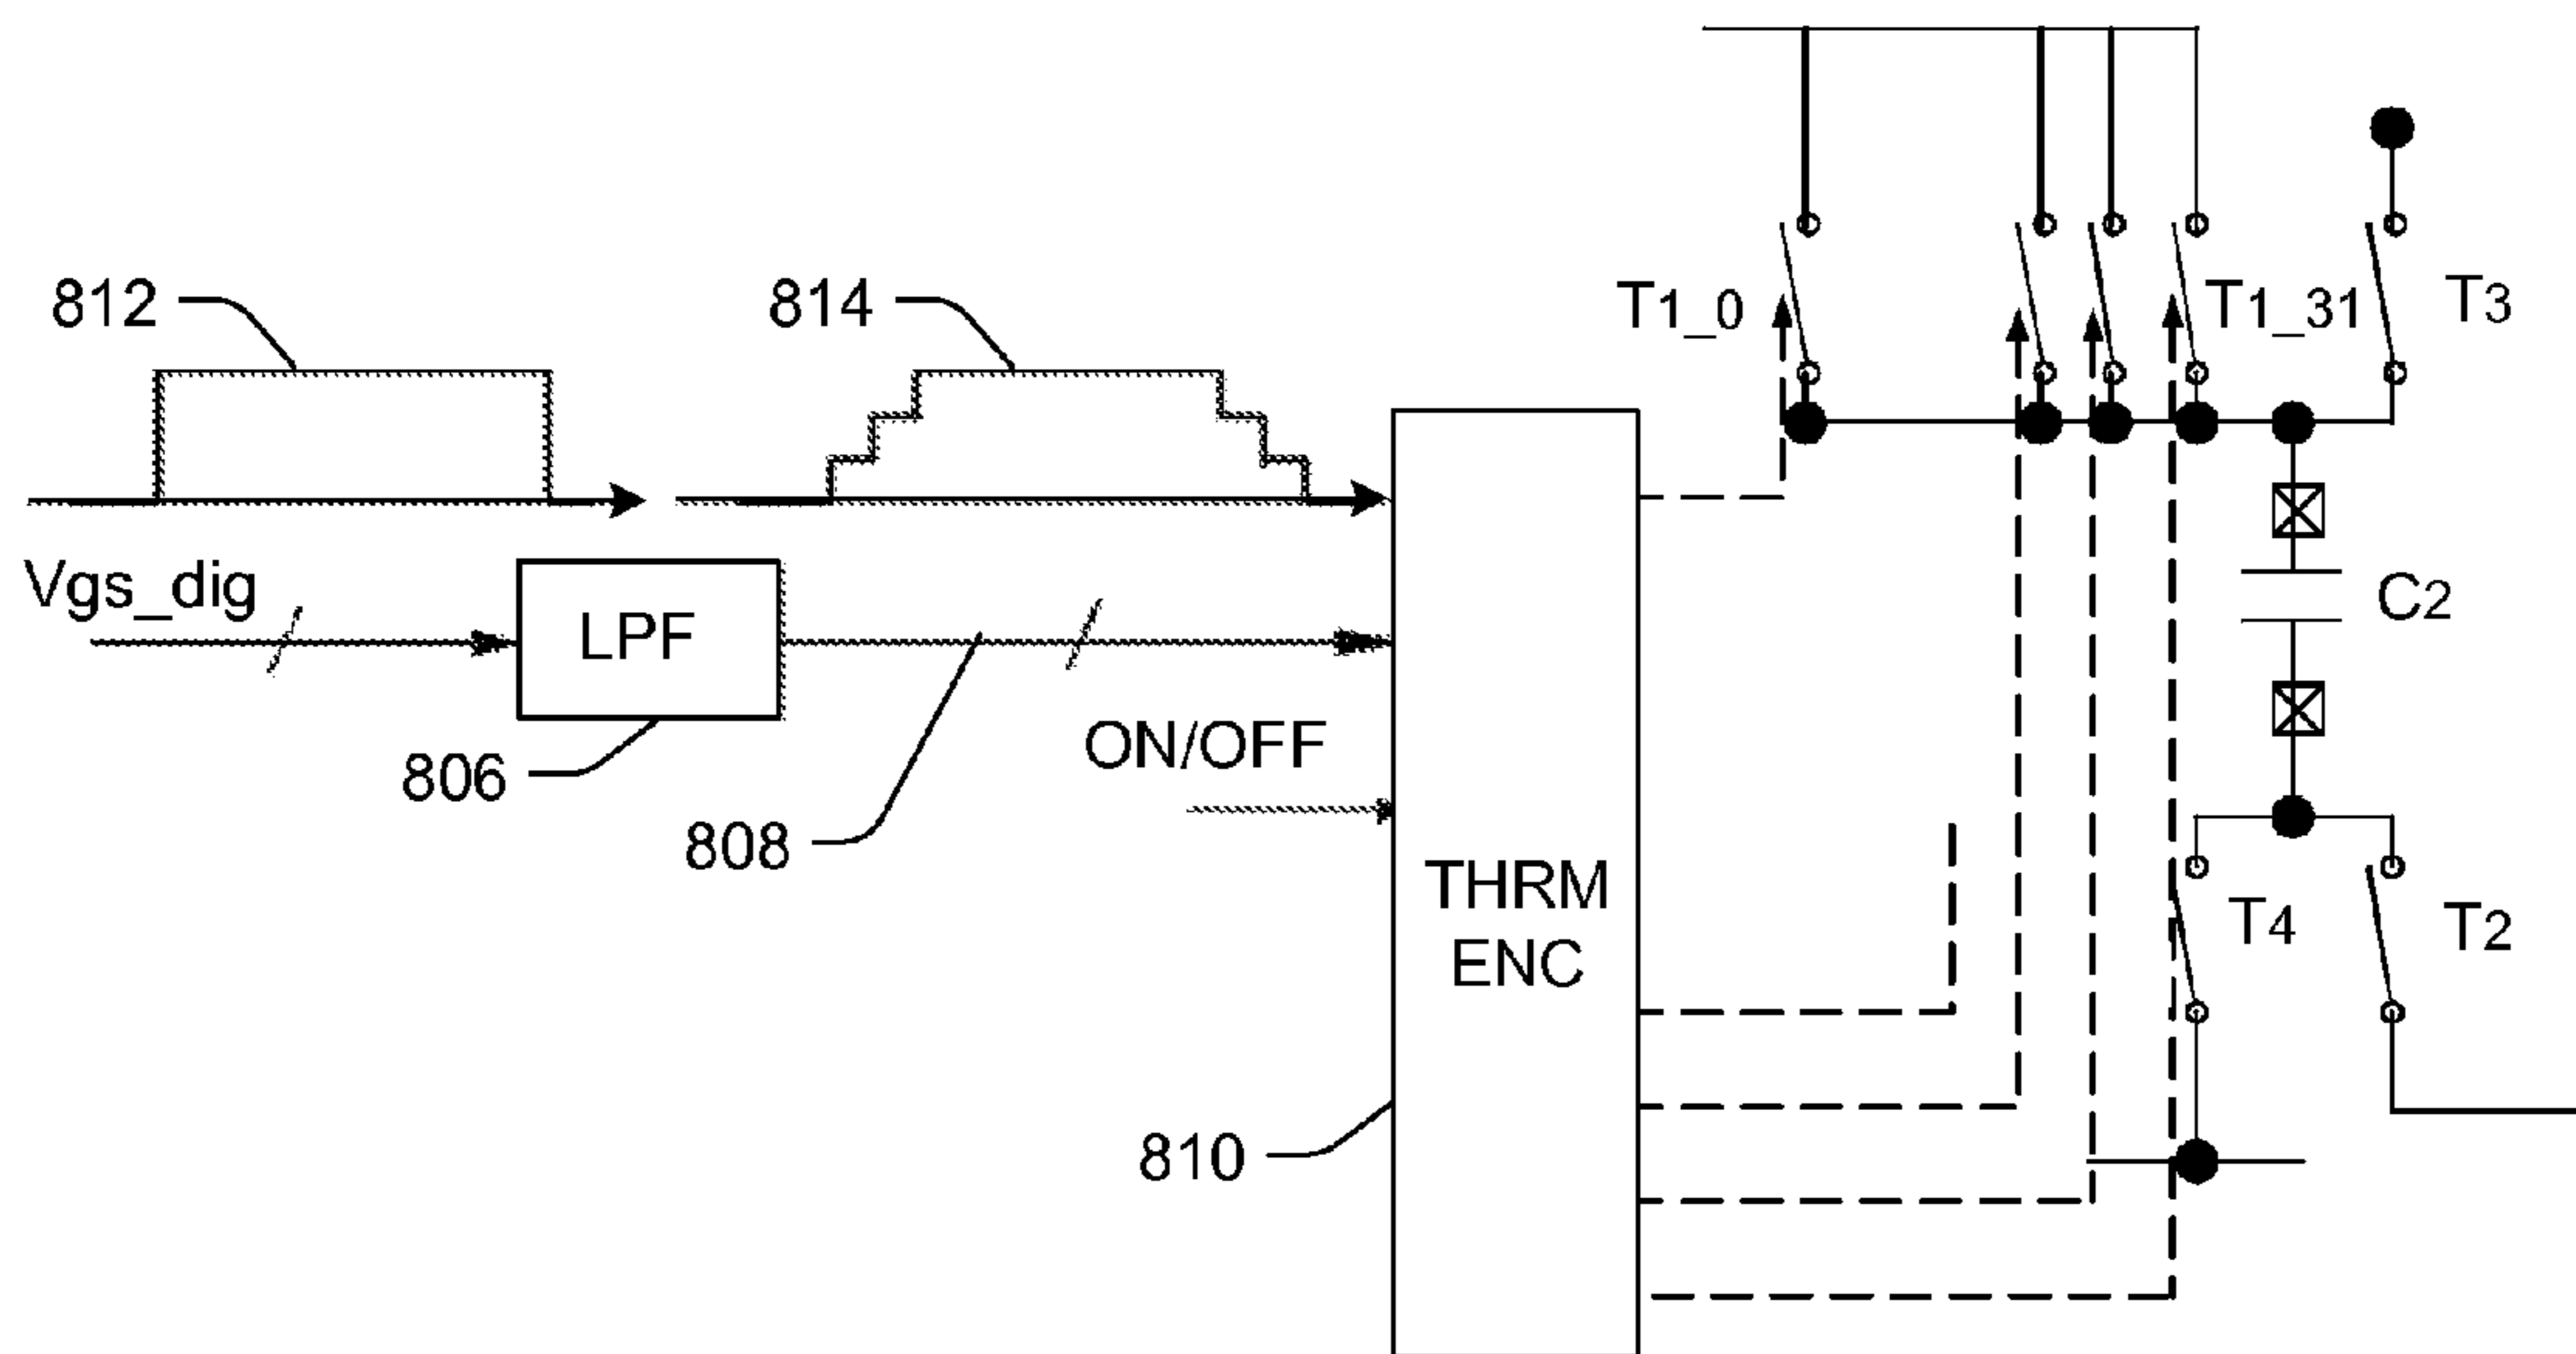 812
814
T1_0
T1_31
T3
Vgs_dig
LPF
C2
806
808
ON/OFF
THRM
ENC
T4
T2
810